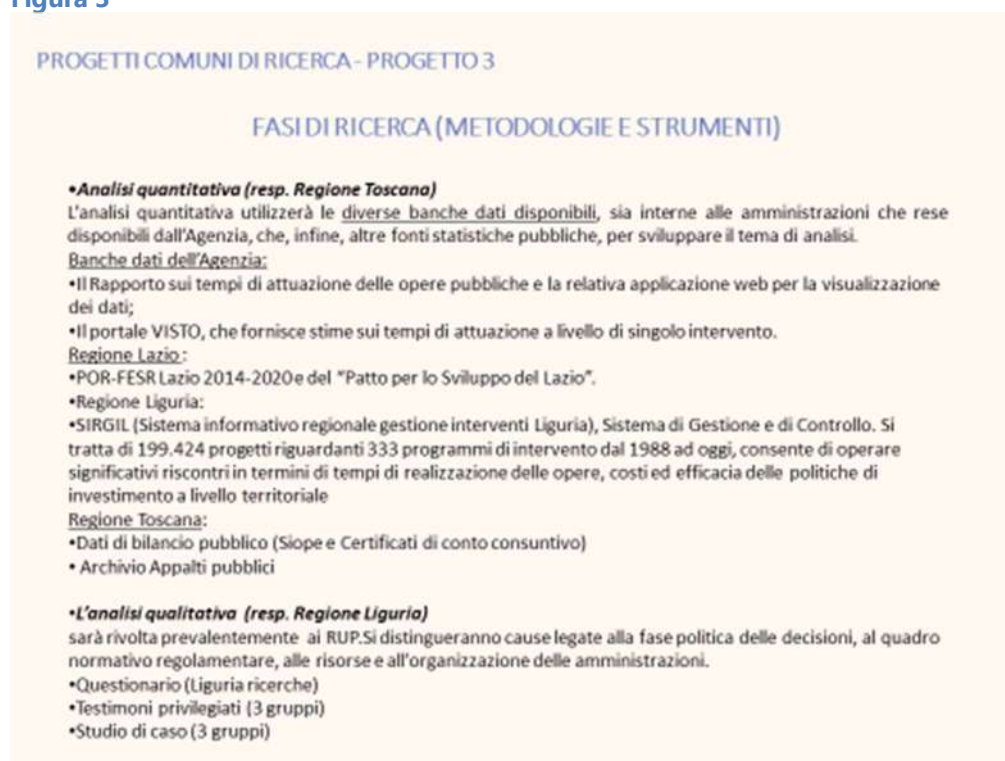 Figura 3
PROGETTI COMUNI DI RICERCA - PROGETTO 3
FASI DI RICERCA (METODOLOGIE E STRUMENTI)
•Analisi quantitativa (resp. Regione Toscana)
L'analisi quantitativa utilizzerà le diverse banche dati disponibili, sia interne alle amministrazioni che rese
disponibili dall'Agenzia, che, infine, altre fonti statistiche pubbliche, per sviluppare il tema di analisi.
Banche dati dell'Agenzia:
•Il Rapporto sui tempi di attuazione delle opere pubbliche e la relativa applicazione web per la visualizzazione
dei dati;
•Il portale VISTO, che fornisce stime sui tempi di attuazione a livello di singolo intervento.
Regione Lazio :
•POR-FESR Lazio 2014-2020 e del "Patto per lo Sviluppo del Lazio".
•Regione Liguria:
•SIRGIL (Sistema informativo regionale gestione interventi Liguria), Sistema di Gestione e di Controllo. Si
tratta di 199.424 progetti riguardanti 333 programmi di intervento dal 1988 ad oggi, consente di operare
significativi riscontri in termini di tempi di realizzazione delle opere, costi ed efficacia delle politiche di
investimento a livello territoriale
Regione Toscana:
•Dati di bilancio pubblico (Siope e Certificati di conto consuntivo)
• Archivio Appalti pubblici
•L'analisi qualitativa (resp. Regione Liguria)
sarà rivolta prevalentemente ai RUP.Si distingueranno cause legate alla fase politica delle decisioni, al quadro
normativo regolamentare, alle risorse e all'organizzazione delle amministrazioni.
•Questionario (Liguria ricerche)
•Testimoni privilegiati (3 gruppi)
•Studio di caso (3 gruppi)